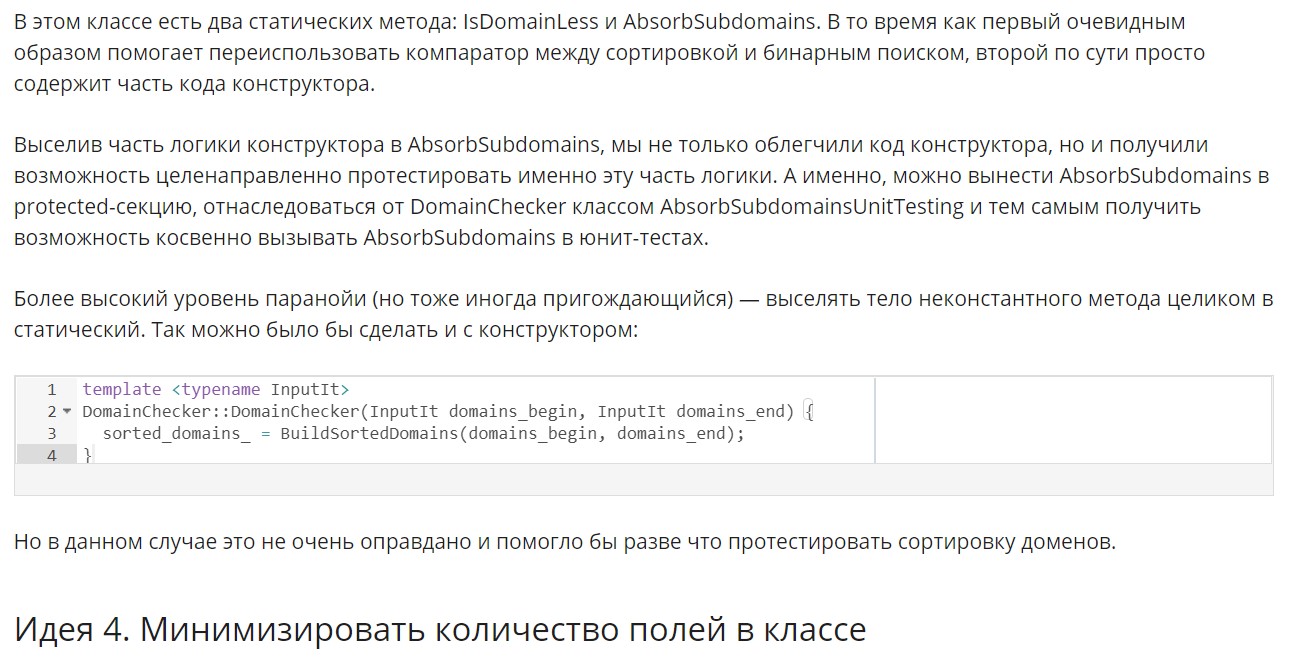 В этом классе есть два статических метода: IsDomainLess и AbsorbSubdomains. В то время как первый очевидным
образом помогает переиспользовать компаратор между сортировкой и бинарным поиском, второй по сути просто
содержит часть кода конструктора.
Выселив часть логики конструктора в AbsorbSubdomains, мы не только облегчили код конструктора, но и получили
возможность целенаправленно протестировать именно эту часть логики. А именно, можно вынести AbsorbSubdomains в
protected-секцию, отнаследоваться от DomainChecker классом AbsorbSubdomainsUnitTesting и тем самым получить
возможность косвенно вызывать AbsorbSubdomains в юнит-тестах.
Более высокий уровень паранойи (но тоже иногда пригождающийся) — выселять тело неконстантного метода целиком в
статический. Так можно было бы сделать и с конструктором:
1 template <typename InputIt>
2 DomainChecker::DomainChecker(InputIt domains_begin, InputIt domains_end) {
3 sorted_domains_ = BuildSortedDomains(domains_begin, domains_end);
4 }
Но в данном случае это не очень оправдано и помогло бы разве что протестировать сортировку доменов.
Идея 4. Минимизировать количество полей в классе